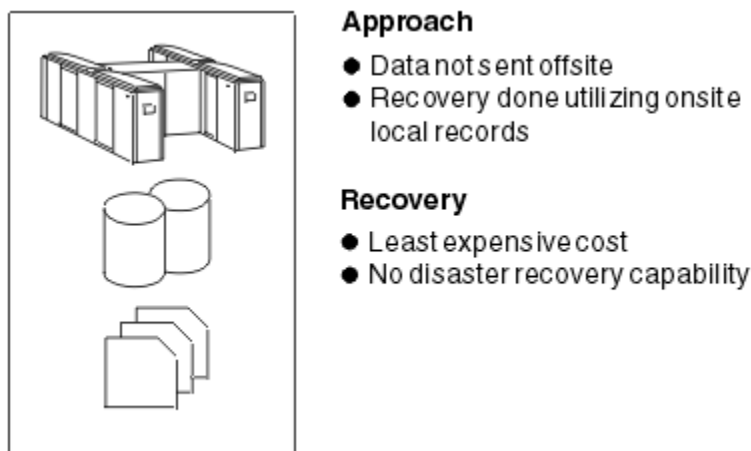 Approach
● Data not sent offsite
● Recovery done utilizing onsite
local records
Recovery
● Least expensive cost
● No disaster recovery capability